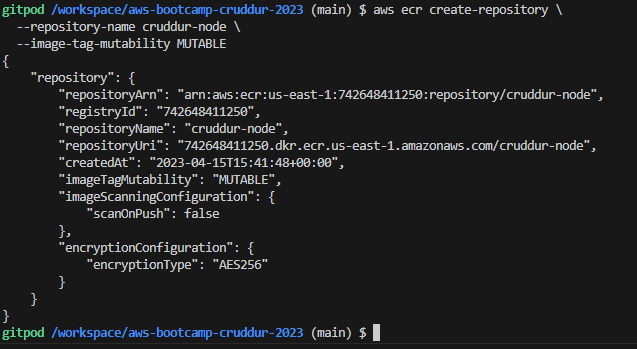 gitpod /workspace/aws-bootcamp-cruddur-2023 (main) $ aws ecr create-repository \
  --repository-name cruddur-node \
  --image-tag-mutability MUTABLE
{
    "repository": {
        "repositoryArn": "arn:aws:ecr:us-east-1:742648411250:repository/cruddur-node",
        "registryId": "742648411250",
        "repositoryName": "cruddur-node",
        "repositoryUri": "742648411250.dkr.ecr.us-east-1.amazonaws.com/cruddur-node",
        "createdAt": "2023-04-15T15:41:48+00:00",
        "imageTagMutability": "MUTABLE",
        "imageScanningConfiguration": {
            "scanOnPush": false
        },
        "encryptionConfiguration": {
            "encryptionType": "AES256"
        }
    }
}
gitpod /workspace/aws-bootcamp-cruddur-2023 (main) $